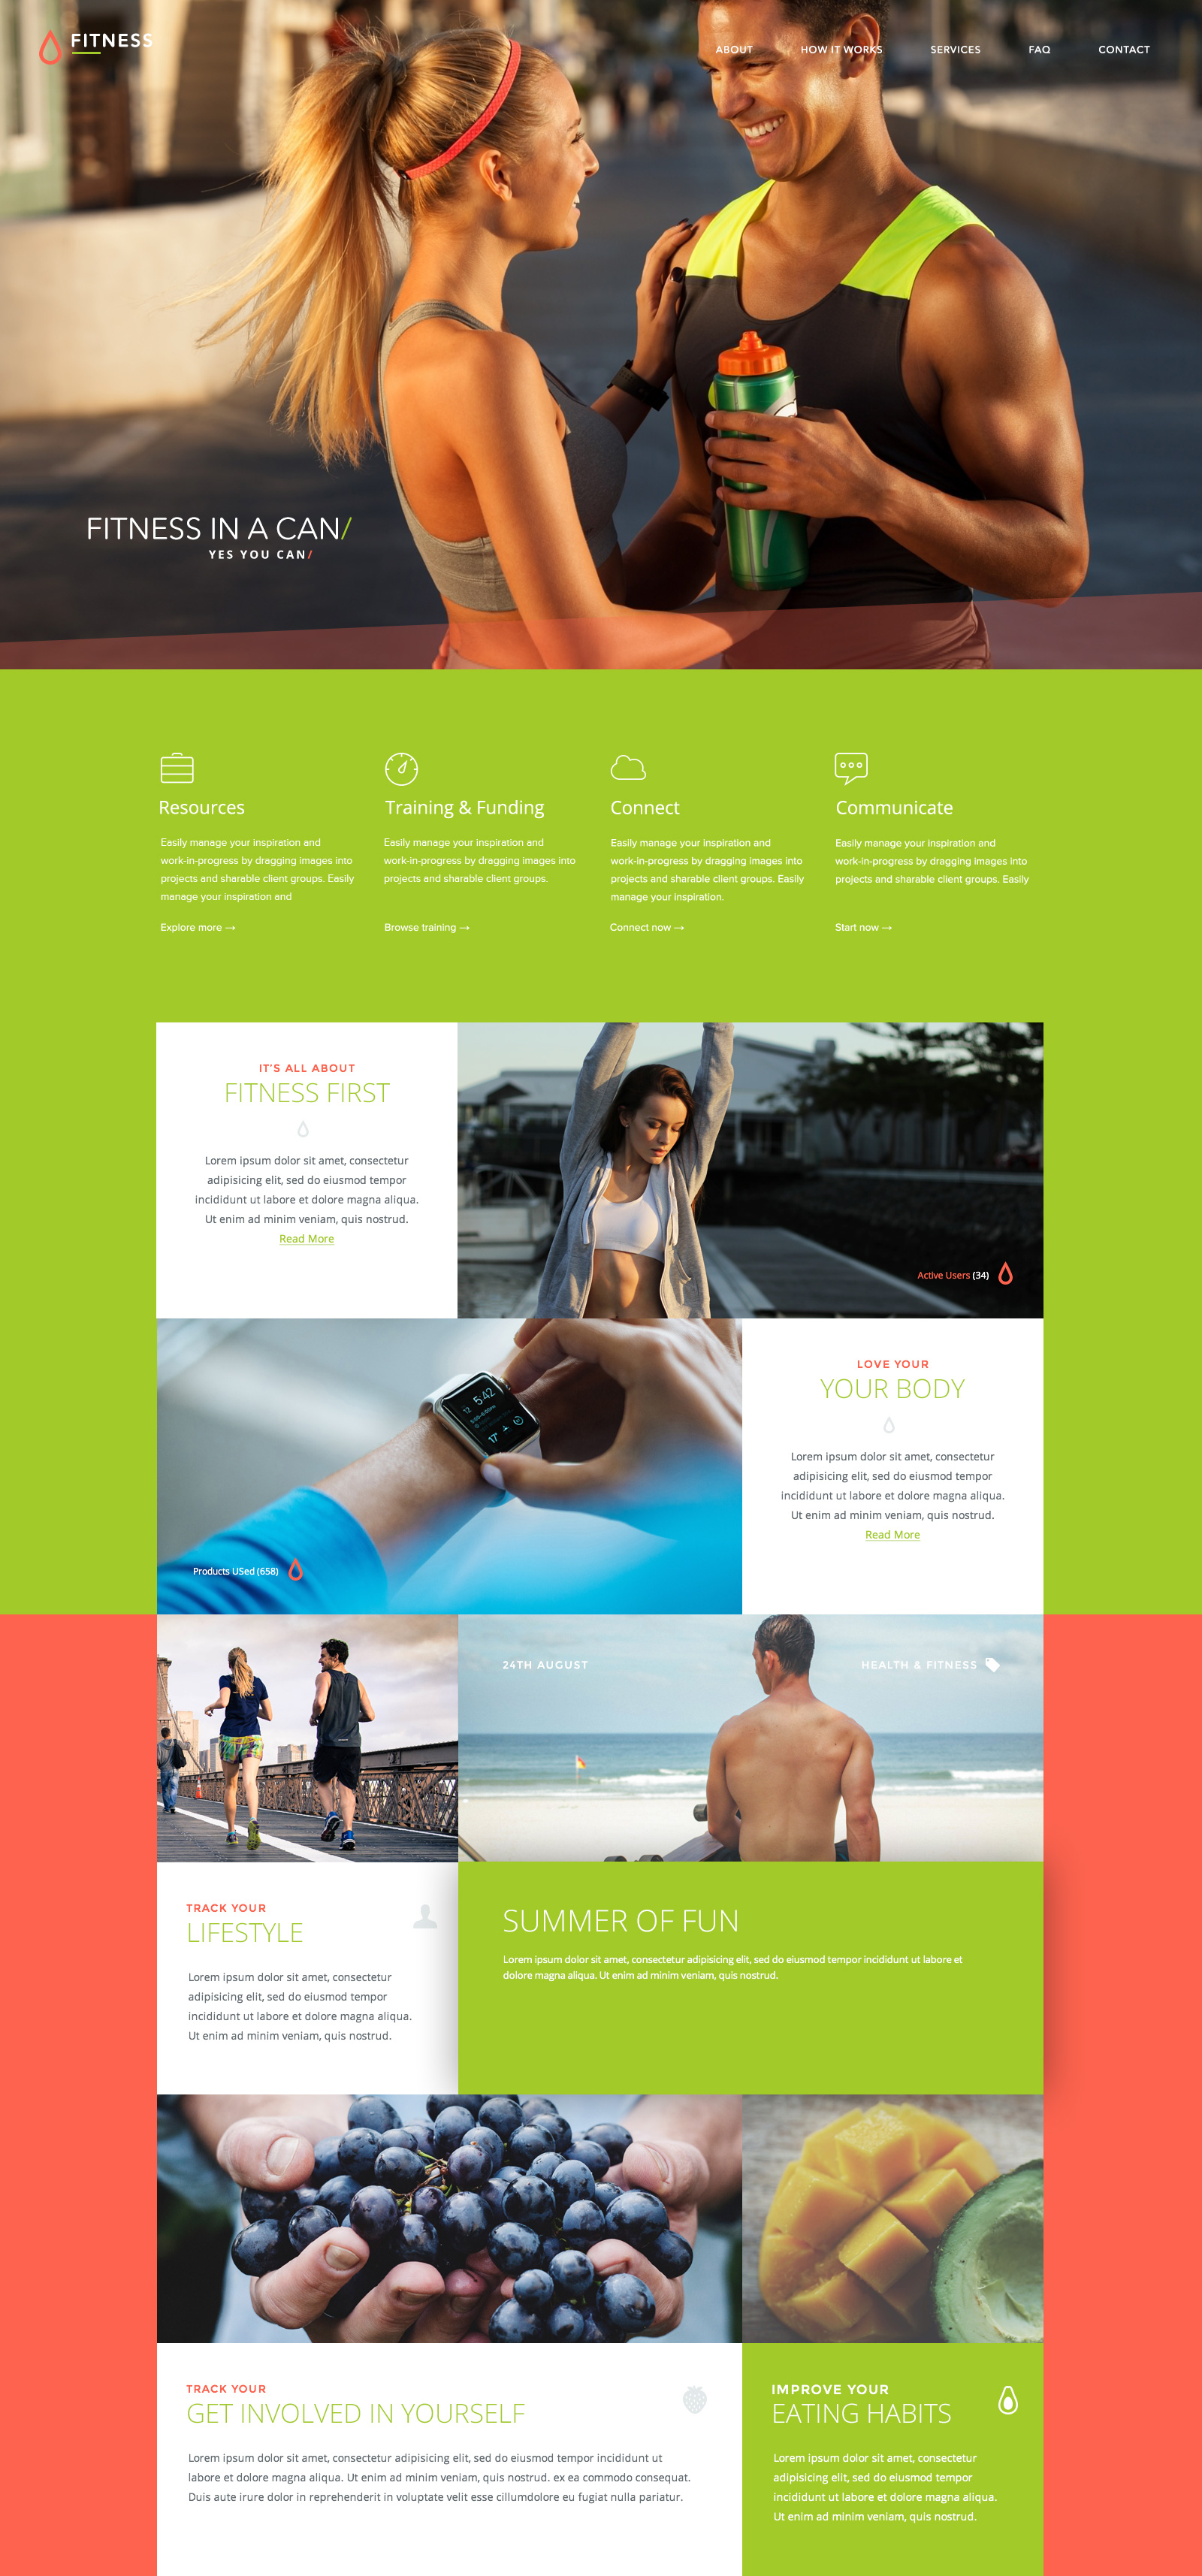 FITNESS
ABOUT HOW IT WORKS SERVICES FAQ CONTACT
FITNESS IN A CAN/
YES YOU CAN/
Resources
Easily manage your inspiration and
work-in-progress by dragging images into
projects and sharable client groups. Easily
manage your inspiration and
Explore more →
Training & Funding
Easily manage your inspiration and
work-in-progress by dragging images into
projects and sharable client groups.
Browse training →
Connect
Easily manage your inspiration and
work-in-progress by dragging images into
projects and sharable client groups. Easily
manage your inspiration.
Connect now →
Communicate
Easily manage your inspiration and
work-in-progress by dragging images into
projects and sharable client groups. Easily
Start now →
IT'S ALL ABOUT
FITNESS FIRST
Lorem ipsum dolor sit amet, consectetur
adipisicing elit, sed do eiusmod tempor
incididunt ut labore et dolore magna aliqua.
Ut enim ad minim veniam, quis nostrud.
Read More
Active Users (34)
5:42
Products USed (658)
LOVE YOUR
YOUR BODY
Lorem ipsum dolor sit amet, consectetur
adipisicing elit, sed do eiusmod tempor
incididunt ut labore et dolore magna aliqua.
Ut enim ad minim veniam, quis nostrud.
Read More
24TH AUGUST
HEALTH & FITNESS
TRACK YOUR
LIFESTYLE
Lorem ipsum dolor sit amet, consectetur
adipisicing elit, sed do eiusmod tempor
incididunt ut labore et dolore magna aliqua.
Ut enim ad minim veniam, quis nostrud.
SUMMER OF FUN
Lorem ipsum dolor sit amet, consectetur adipisicing elit, sed do eiusmod tempor incididunt ut labore et
dolore magna aliqua. Ut enim ad minim veniam, quis nostrud.
TRACK YOUR
GET INVOLVED IN YOURSELF
Lorem ipsum dolor sit amet, consectetur adipisicing elit, sed do eiusmod tempor incididunt ut
labore et dolore magna aliqua. Ut enim ad minim veniam, quis nostrud. ex ea commodo consequat.
Duis aute irure dolor in reprehenderit in voluptate velit esse cillumdolore eu fugiat nulla pariatur.
IMPROVE YOUR
EATING HABITS
Lorem ipsum dolor sit amet, consectetur
adipisicing elit, sed do eiusmod tempor
incididunt ut labore et dolore magna aliqua.
Ut enim ad minim veniam, quis nostrud.